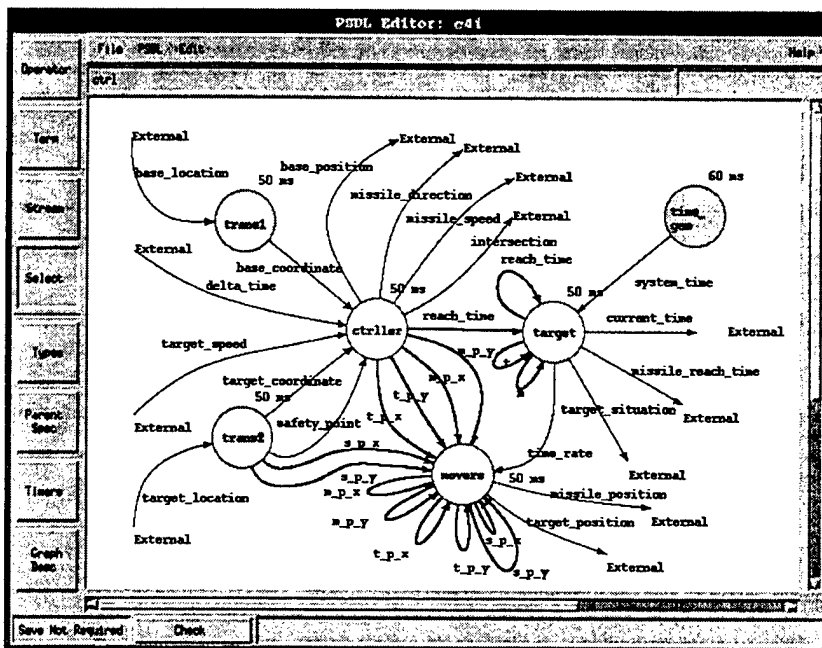 PSDL Editor: c4i
File PSDL Edit Help
ctrl
Operator
Term
Stream
Select
Types
Parent Spec
Timers
Graph Desc
External
base_location
50 ms
trans1
base_position
External
External
missile_direction
External
missile_speed
External
intersection
60 ms
time_gen
External
base_coordinate
delta_time
50 ms
ctrller
reach_time
reach_time
50 ms
target
system_time
current_time
External
target_speed
target_coordinate
50 ms
safety_point
External
trans2
t_p_x
t_p_y
m_p_x
m_p_y
missile_reach_time
External
target_situation
External
time_rate
target_location
External
s_p_x
s_p_y
movers
50 ms
missile_position
External
target_position
External
m_p_x
m_p_y
t_p_x
t_p_y
s_p_x
s_p_y
Save Not Required
Check